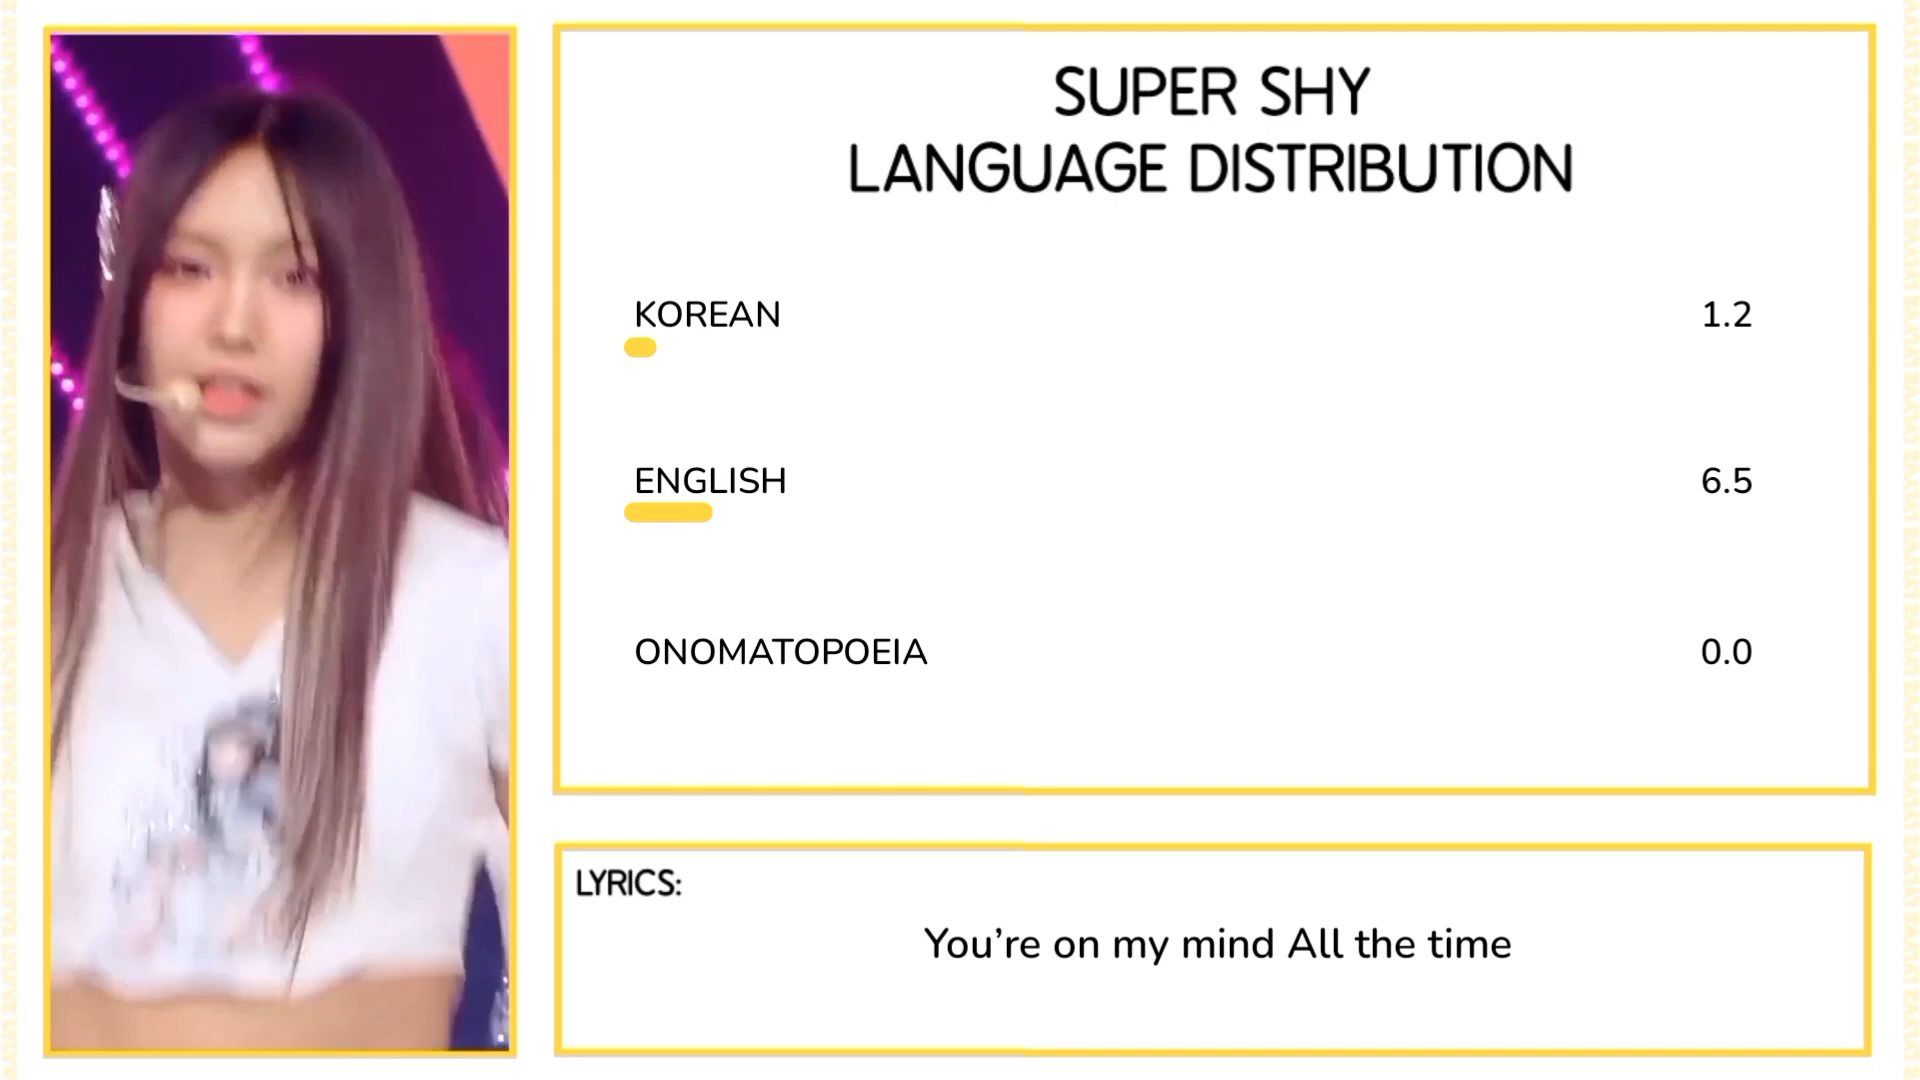 SUPER SHY
LANGUAGE DISTRIBUTION
KOREAN 1.2
ENGLISH 6.5
ONOMATOPOEIA 0.0
LYRICS:
You’re on my mind All the time